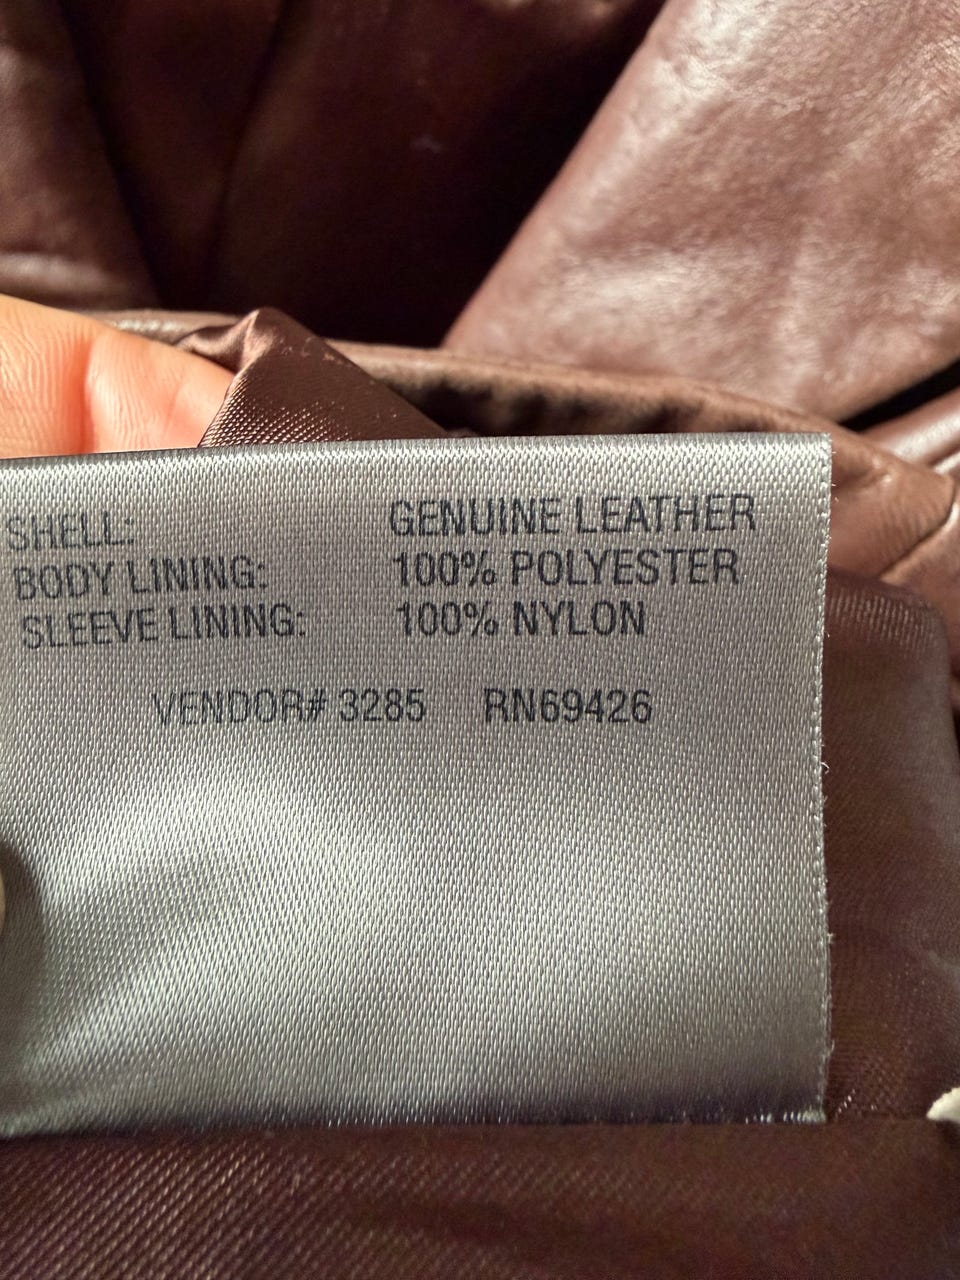 SHELL: GENUINE LEATHER
BODY LINING: 100% POLYESTER
SLEEVE LINING: 100% NYLON
VENDOR# 3285 RN69426